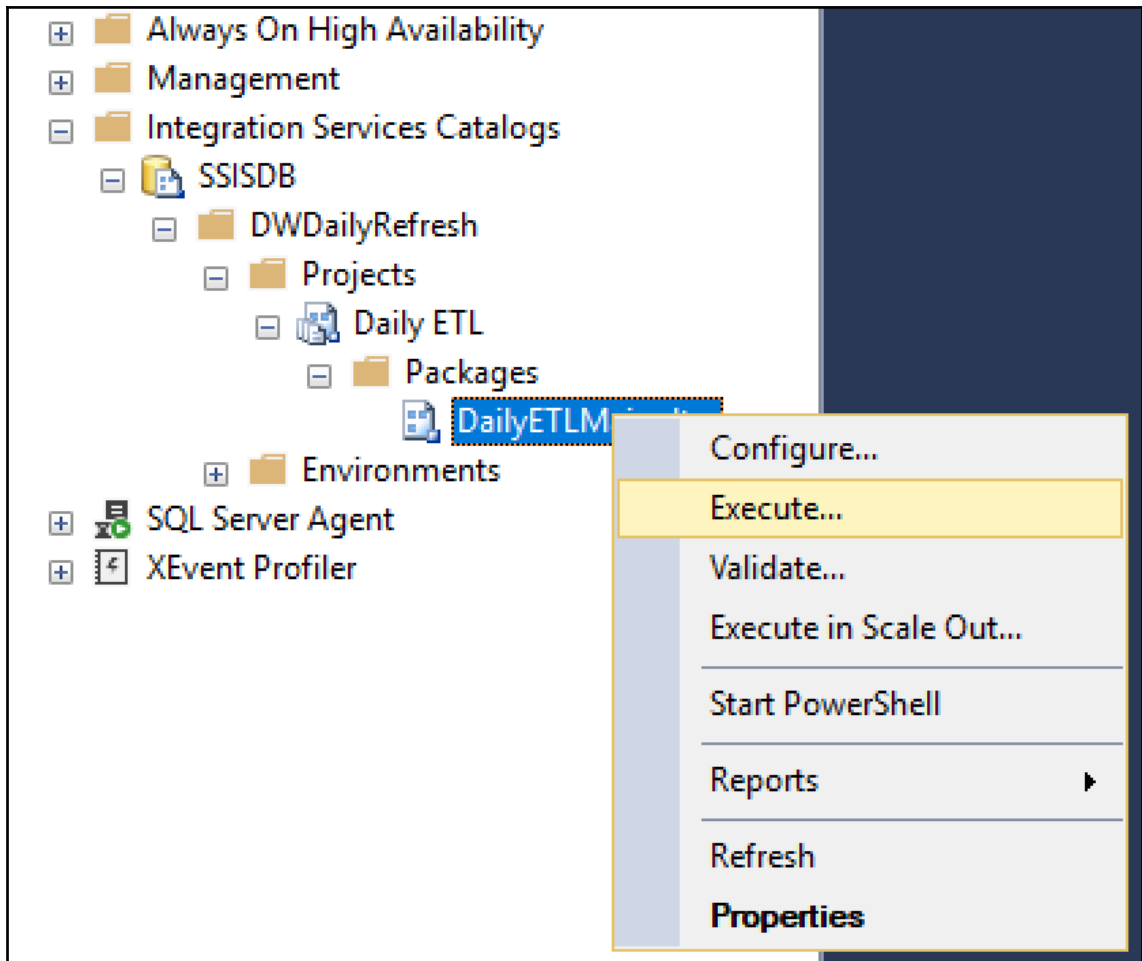 Always On High Availability
Management
Integration Services Catalogs
SSISDB
DWDailyRefresh
Projects
Daily ETL
Packages
Environments
SQL Server Agent
XEvent Profiler
Configure...
Execute...
Validate...
Execute in Scale Out...
Start PowerShell
Reports
Refresh
Properties